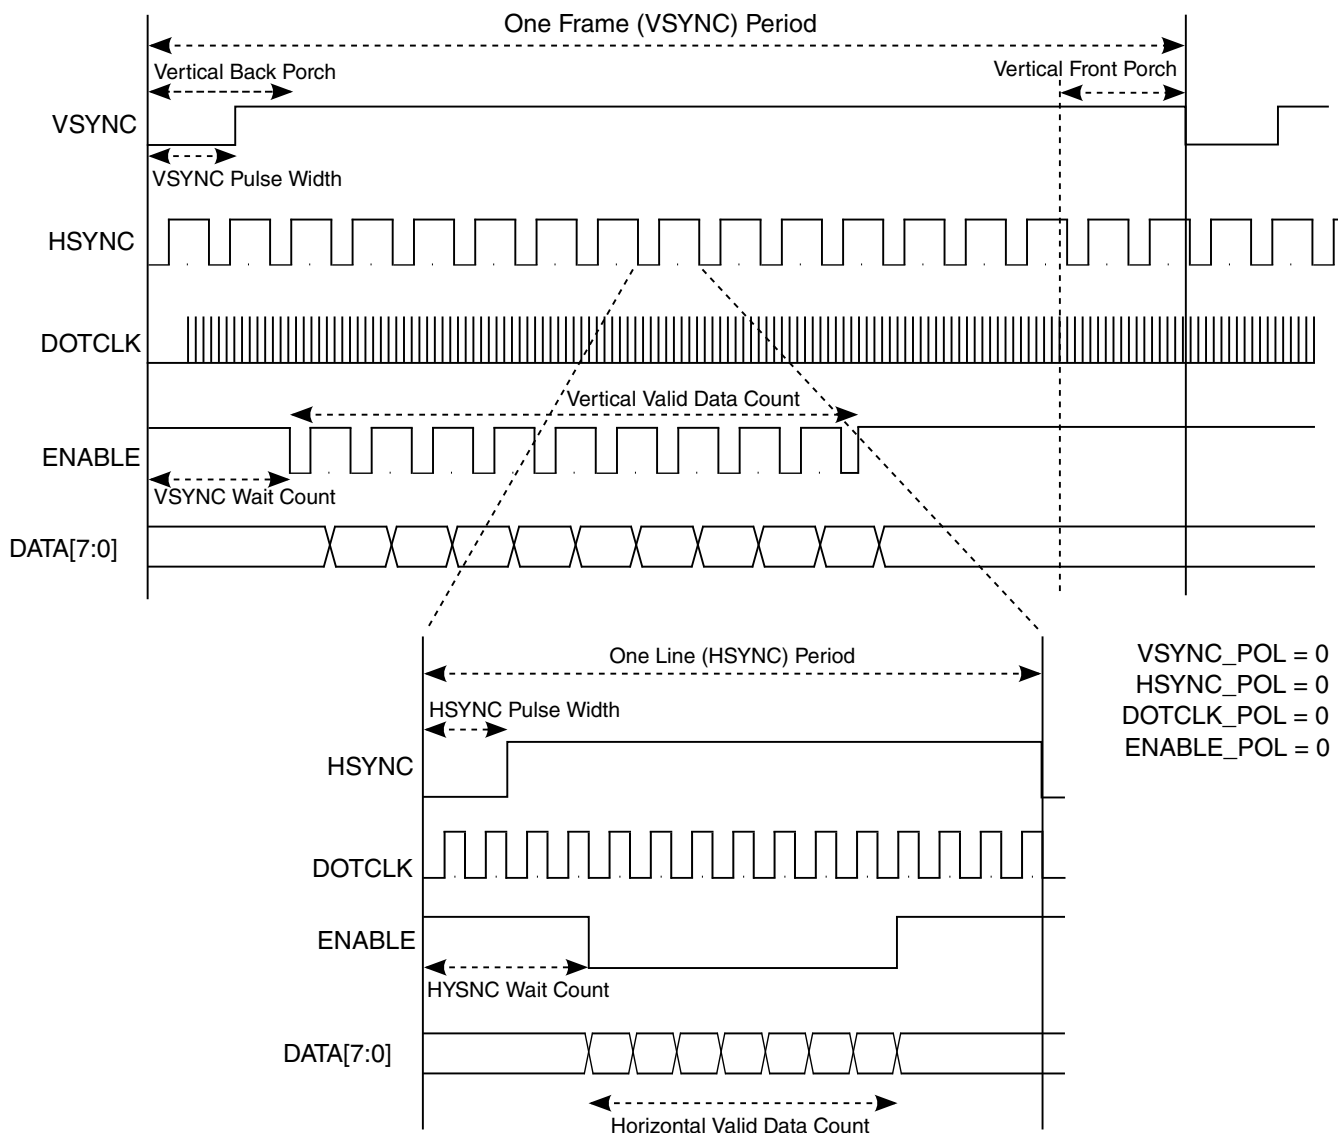 One Frame (VSYNC) Period
Vertical Back Porch
Vertical Front Porch
VSYNC
VSYNC Pulse Width
HSYNC
DOTCLK
Vertical Valid Data Count
ENABLE
VSYNC Wait Count
DATA[7:0]
One Line (HSYNC) Period
VSYNC_POL = 0
HSYNC_POL = 0
DOTCLK_POL = 0
ENABLE_POL = 0
HSYNC Pulse Width
HSYNC
DOTCLK
ENABLE
HYSNC Wait Count
DATA[7:0]
Horizontal Valid Data Count